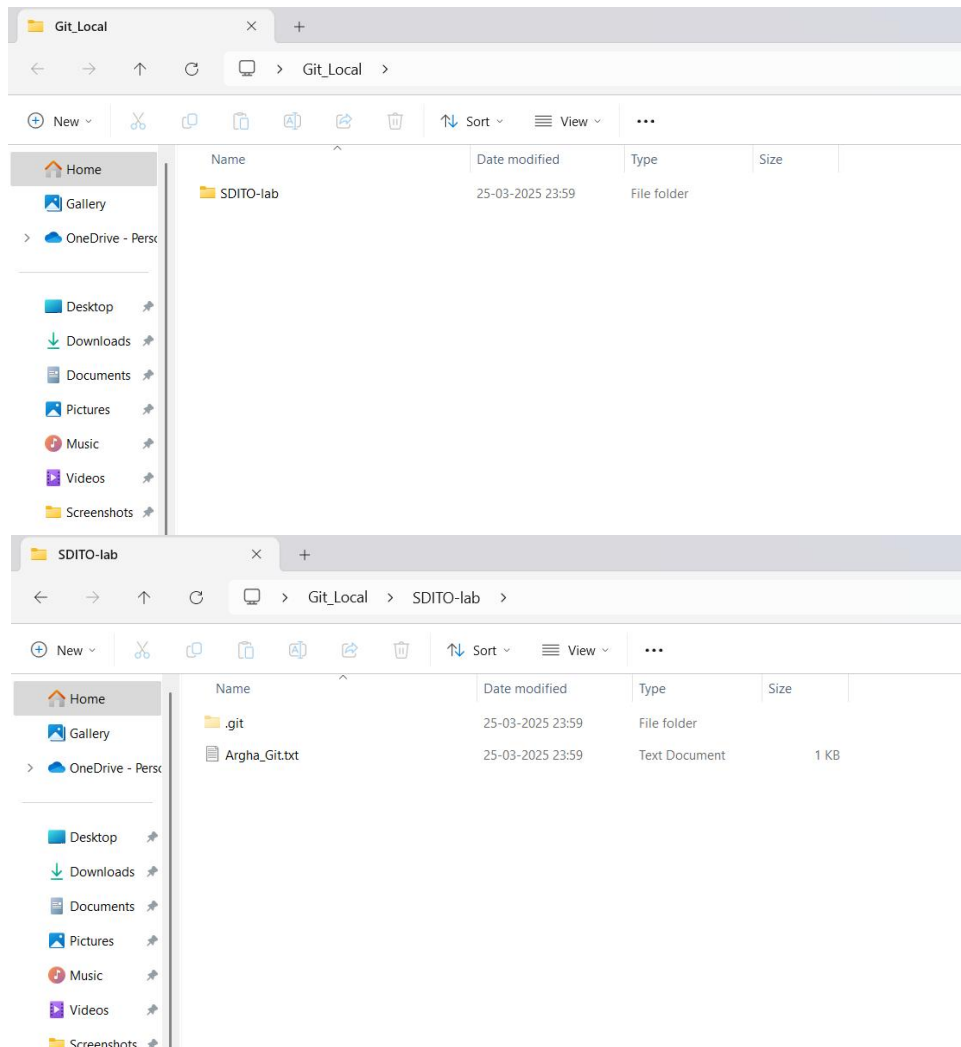 Git_Local
Git_Local
New Sort View
Name Date modified Type Size
Home
SDITO-lab 25-03-2025 23:59 File folder
Gallery
OneDrive - Perso
Desktop
Downloads
Documents
Pictures
Music
Videos
Screenshots
SDITO-lab
Git_Local SDITO-lab
New Sort View
Name Date modified Type Size
Home
.git 25-03-2025 23:59 File folder
Gallery
Argha_Git.txt 25-03-2025 23:59 Text Document 1 KB
OneDrive - Perso
Desktop
Downloads
Documents
Pictures
Music
Videos
Screenshots